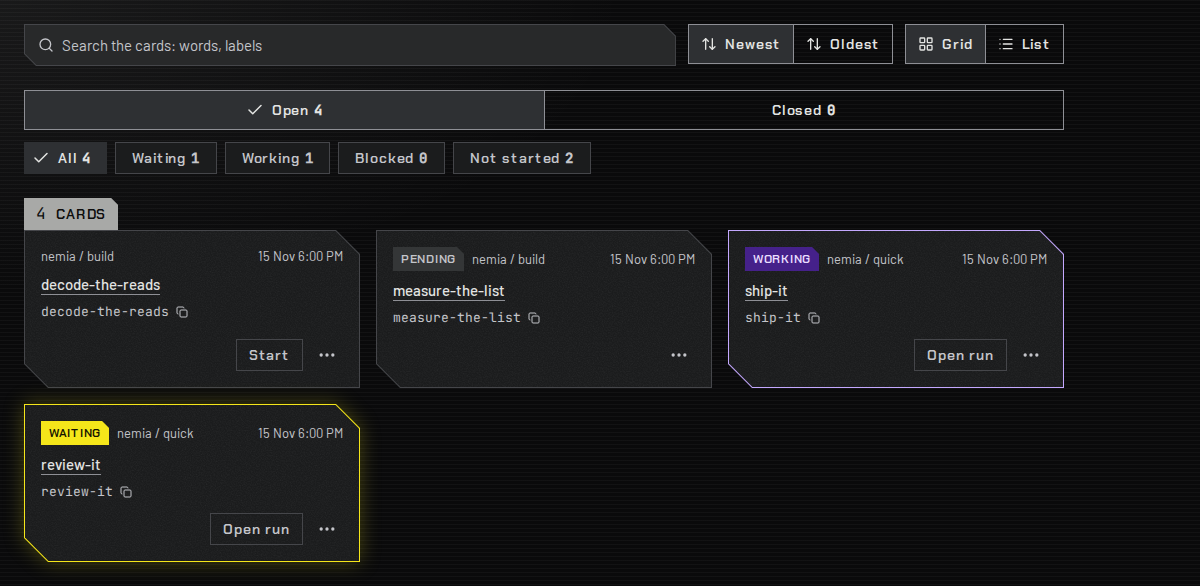 Search the cards: words, labels
Newest
Oldest
Grid
List
Open 4
Closed 0
All 4
Waiting 1
Working 1
Blocked 0
Not started 2
4 CARDS
nemia / build
15 Nov 6:00 PM
decode-the-reads
decode-the-reads
Start
PENDING
nemia / build
15 Nov 6:00 PM
measure-the-list
measure-the-list
WORKING
nemia / quick
15 Nov 6:00 PM
ship-it
ship-it
Open run
WAITING
nemia / quick
15 Nov 6:00 PM
review-it
review-it
Open run